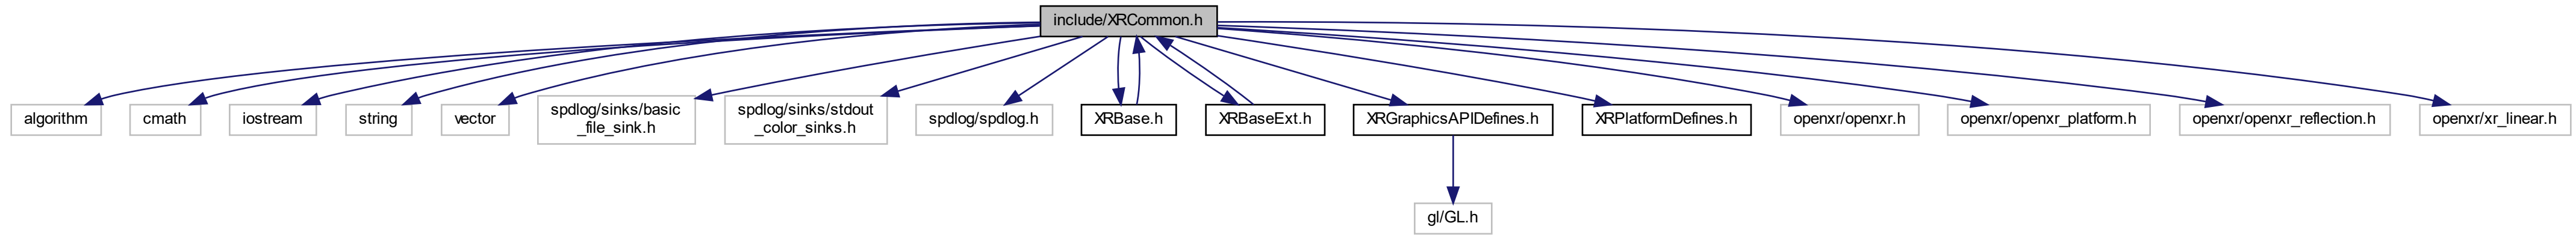 include/XRCommon.h
algorithm
cmath
iostream
string
vector
spdlog/sinks/basic
_file_sink.h
spdlog/sinks/stdout
_color_sinks.h
spdlog/spdlog.h
XRBase.h
XRBaseExt.h
XRGraphicsAPIDefines.h
XRPlatformDefines.h
openxr/openxr.h
openxr/openxr_platform.h
openxr/openxr_reflection.h
openxr/xr_linear.h
gl/GL.h